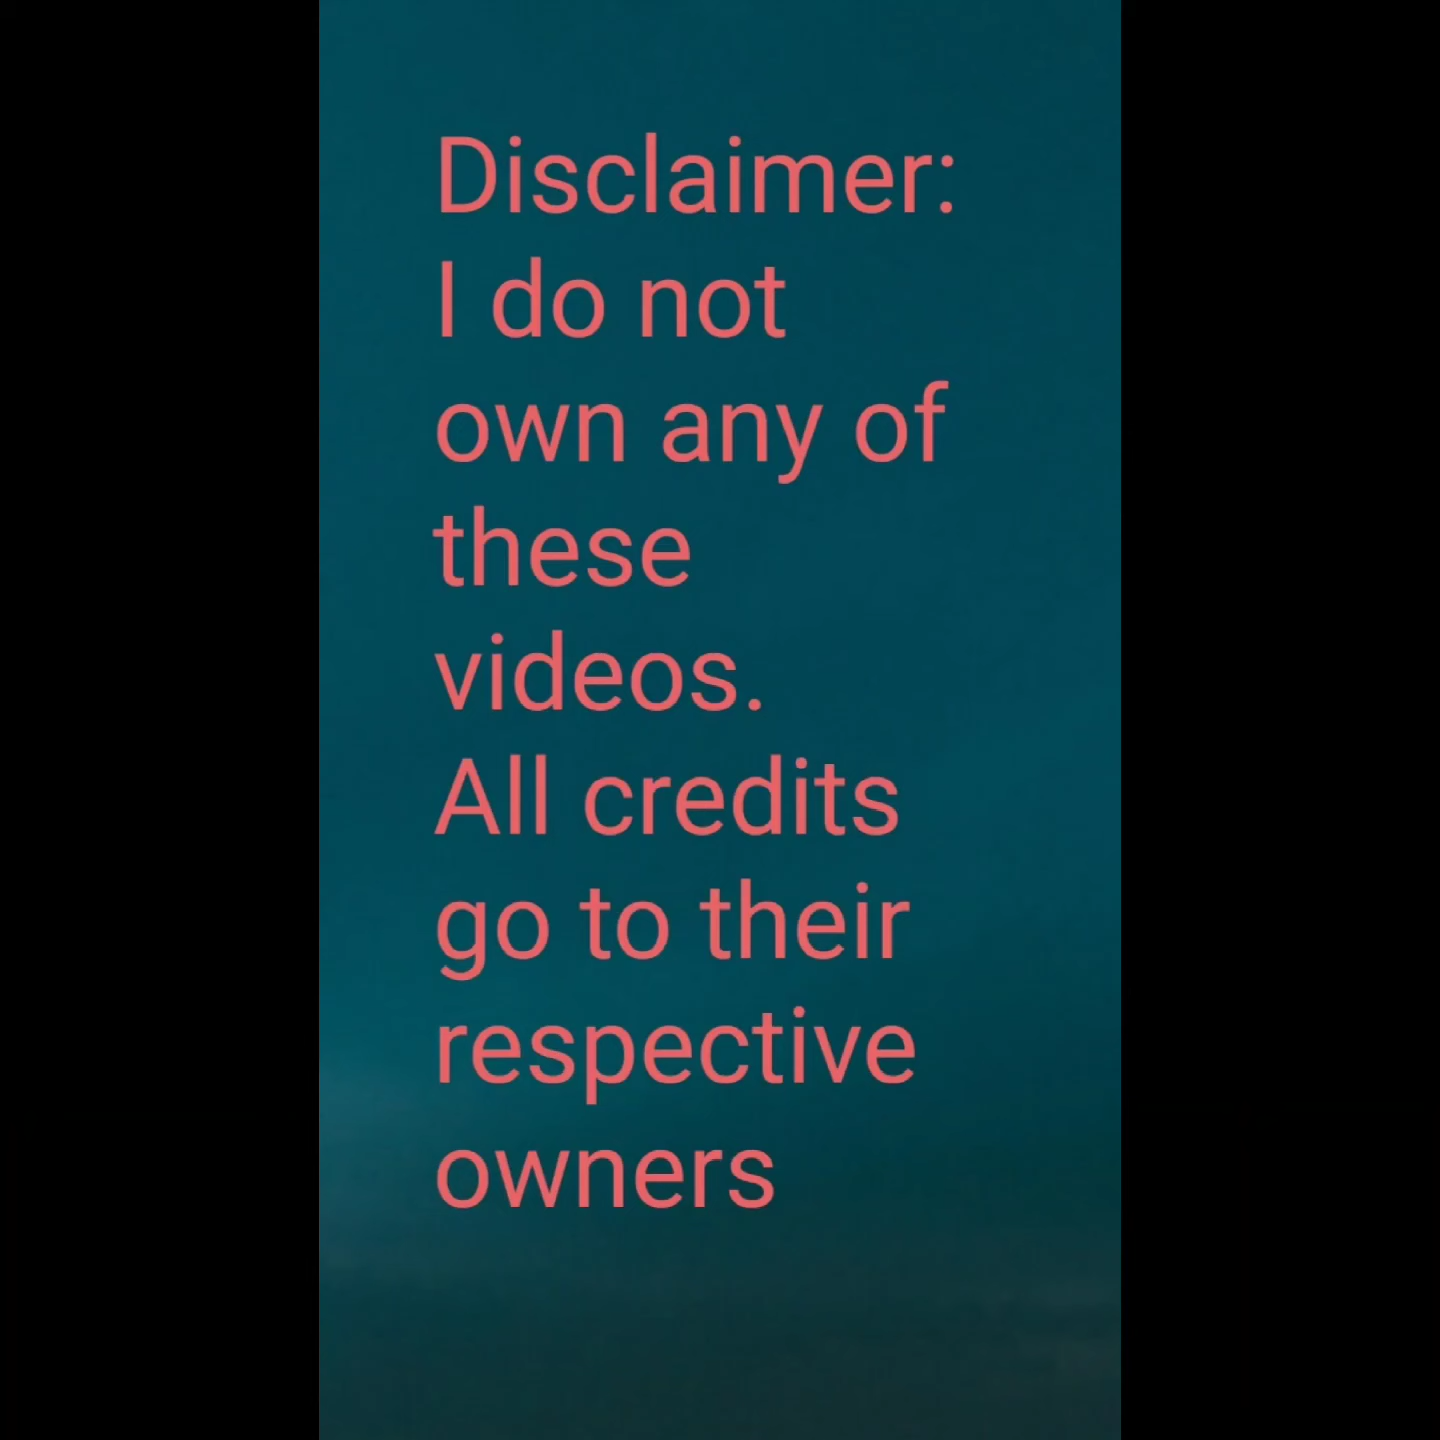 Disclaimer:
I do not
own any of
these
videos.
All credits
go to their
respective
owners